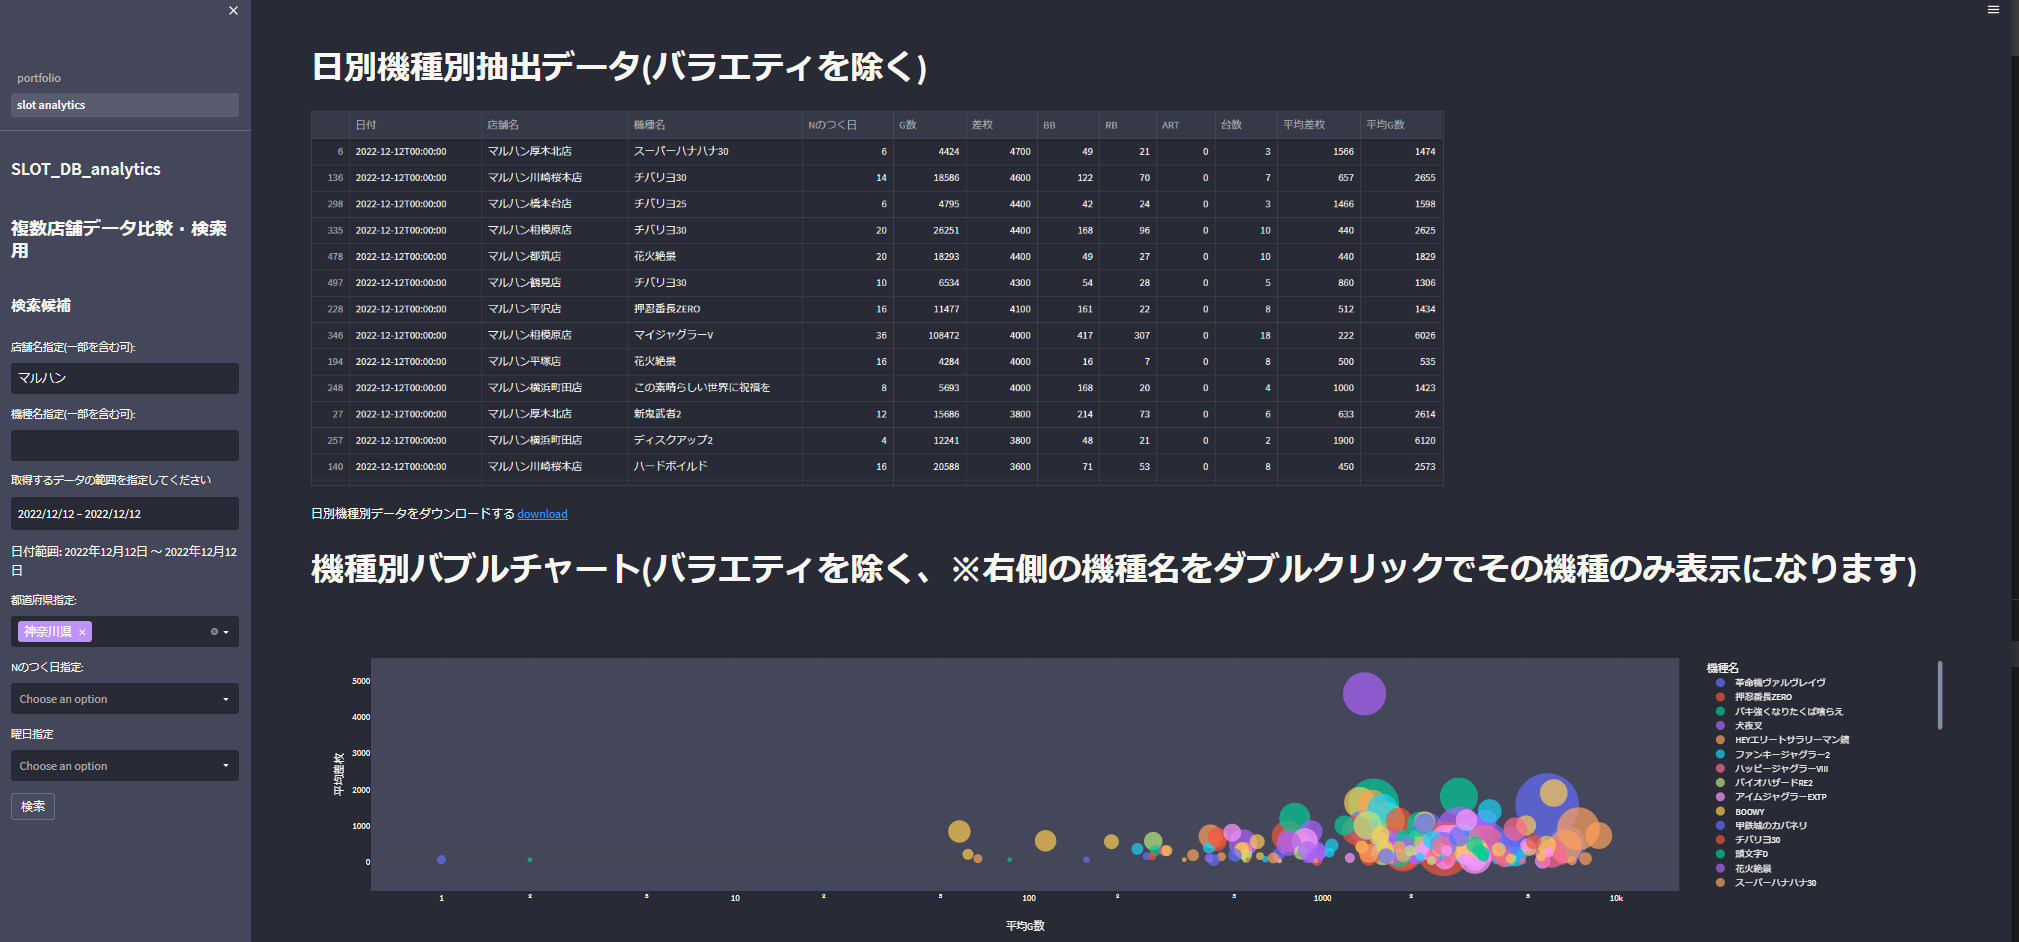 portfolio
slot analytics
SLOT_DB_analytics
複数店舗データ比較・検索
用
検索候補
店舗名指定(一部を含む可):
マルハン
機種名指定(一部を含む可):
取得するデータの範囲を指定してください
2022/12/12 – 2022/12/12
日付範囲: 2022年12月12日 〜 2022年12月12
日
都道府県指定:
神奈川県 ×
Nのつく日指定:
Choose an option
曜日指定
Choose an option
検索
日別機種別抽出データ(バラエティを除く)
日付 店舗名 機種名 Nのつく日 G数 差枚 BB RB ART 台数 平均差枚 平均G数
6 2022-12-12T00:00:00 マルハン厚木北店 スーパーハナハナ30 6 4424 4700 49 21 0 3 1566 1474
136 2022-12-12T00:00:00 マルハン川崎桜本店 チバリヨ30 14 18586 4600 122 70 0 7 657 2655
298 2022-12-12T00:00:00 マルハン橋本台店 チバリヨ25 6 4795 4400 42 24 0 3 1466 1598
335 2022-12-12T00:00:00 マルハン相模原店 チバリヨ30 20 26251 4400 168 96 0 10 440 2625
478 2022-12-12T00:00:00 マルハン都筑店 花火絶景 20 18293 4400 49 27 0 10 440 1829
497 2022-12-12T00:00:00 マルハン鶴見店 チバリヨ30 10 6534 4300 54 28 0 5 860 1306
228 2022-12-12T00:00:00 マルハン平沢店 押忍番長ZERO 16 11477 4100 161 22 0 8 512 1434
346 2022-12-12T00:00:00 マルハン相模原店 マイジャグラーV 36 108472 4000 417 307 0 18 222 6026
194 2022-12-12T00:00:00 マルハン平塚店 花火絶景 16 4284 4000 16 7 0 8 500 535
248 2022-12-12T00:00:00 マルハン横浜町田店 この素晴らしい世界に祝福を 8 5693 4000 168 20 0 4 1000 1423
27 2022-12-12T00:00:00 マルハン厚木北店 新鬼武者2 12 15686 3800 214 73 0 6 633 2614
257 2022-12-12T00:00:00 マルハン横浜町田店 ディスクアップ2 4 12241 3800 48 21 0 2 1900 6120
140 2022-12-12T00:00:00 マルハン川崎桜本店 ハードボイルド 16 20588 3600 71 53 0 8 450 2573
日別機種別データをダウンロードする download
機種別バブルチャート(バラエティを除く、※右側の機種名をダブルクリックでその機種のみ表示になります)
平均差枚
5000
4000
3000
2000
1000
0
1 2 5 10 2 5 100 2 5 1000 2 5 10k
平均G数
機種名
革命機ヴァルヴレイヴ
押忍番長ZERO
バキ強くなりたくば喰らえ
犬夜叉
HEYエリートサラリーマン鏡
ファンキージャグラー2
ハッピージャグラーVIII
バイオハザードRE2
アイムジャグラーEXTP
BOOWY
甲鉄城のカバネリ
チバリヨ30
頭文字D
花火絶景
スーパーハナハナ30